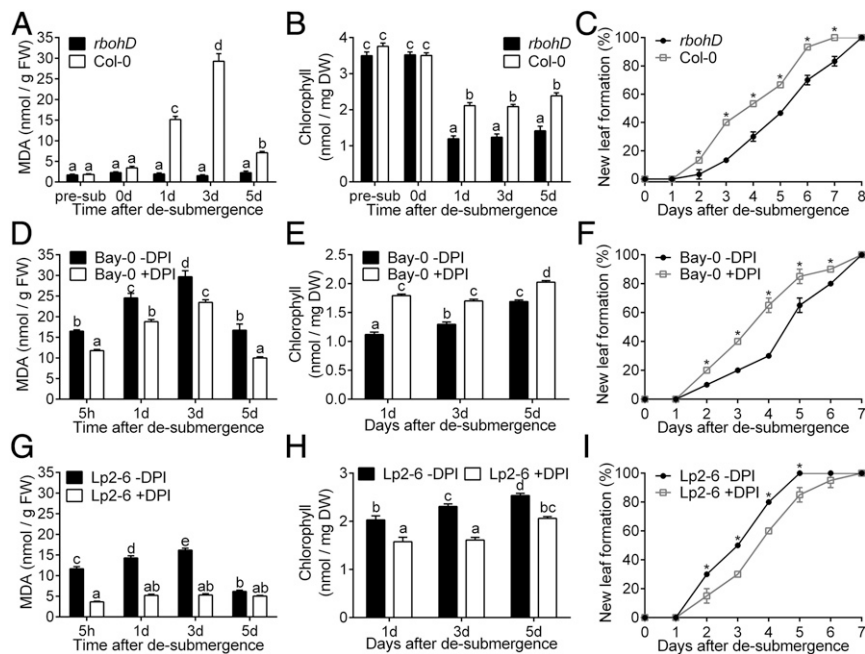 A
MDA (nmol / g FW)
rbohD
Col-0
35
30
25
20
15
10
5
0
a a
a a
a c
a d
a b
pre-sub 0d 1d 3d 5d
Time after de-submergence
B
Chlorophyll
(nmol / mg DW)
rbohD
Col-0
4
3
2
1
0
c c
c c
a b
a b
a b
pre-sub 0d 1d 3d 5d
Time after de-submergence
C
New leaf formation (%)
rbohD
Col-0
100
80
60
40
20
0
* * * * * *
0 1 2 3 4 5 6 7 8
Days after de-submergence
D
MDA (nmol / g FW)
Bay-0 -DPI
Bay-0 +DPI
35
30
25
20
15
10
5
0
b a
c b
d c
b a
5h 1d 3d 5d
Time after de-submergence
E
Chlorophyll
(nmol / mg DW)
Bay-0 -DPI
Bay-0 +DPI
2.5
2.0
1.5
1.0
0.5
0.0
a c
b c
c d
1d 3d 5d
Days after de-submergence
F
New leaf formation (%)
Bay-0 -DPI
Bay-0 +DPI
100
80
60
40
20
0
* * * * *
0 1 2 3 4 5 6 7
Days after de-submergence
G
MDA (nmol / g FW)
Lp2-6 -DPI
Lp2-6 +DPI
35
30
25
20
15
10
5
0
c a
d ab
e ab
b ab
5h 1d 3d 5d
Time after de-submergence
H
Chlorophyll
(nmol / mg DW)
Lp2-6 -DPI Lp2-6 +DPI
3
2
1
0
b a
c a
d bc
1d 3d 5d
Days after de-submergence
I
New leaf formation (%)
Lp2-6 -DPI
Lp2-6 +DPI
100
80
60
40
20
0
* * * *
0 1 2 3 4 5 6 7
Days after de-submergence